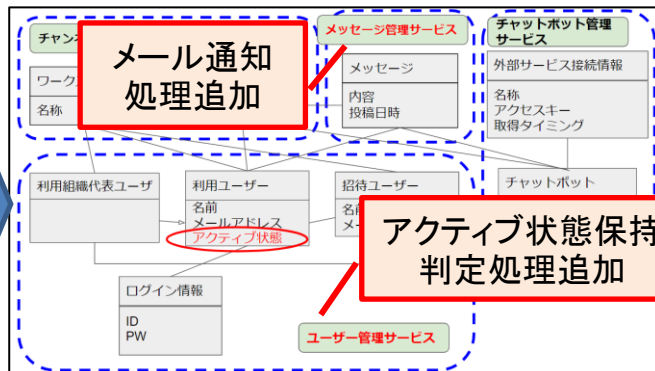 チャン
メール通知
処理追加
メッセージ管理サービス
チャットボット管理
サービス
ワーク
名称
メッセージ
内容
投稿日時
外部サービス接続情報
名称
アクセスキー
取得タイミング
利用組織代表ユーザ
利用ユーザー
名前
メールアドレス
アクティブ状態
招待ユーザー
チャットボット
アクティブ状態保持
判定処理追加
ログイン情報
ID
PW
ユーザー管理サービス